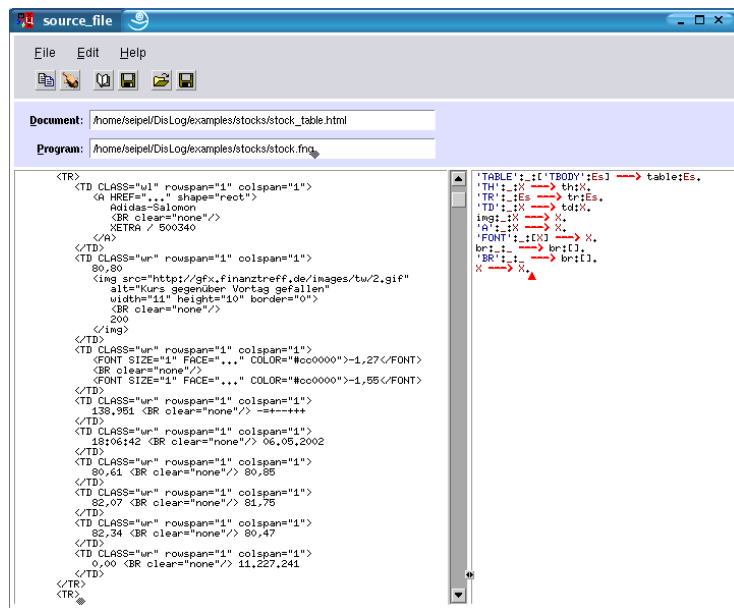 source_file
File Edit Help
Document: /home/seipel/DisLog/examples/stocks/stock_table.html
Program: /home/seipel/DisLog/examples/stocks/stock.fng
<TR>
<TD CLASS="wl" rowspan="1" colspan="1">
<A HREF="..." shape="rect">
Adidas-Salomon
<BR clear="none"/>
XETRA / 500340
</A>
</TD>
<TD CLASS="wr" rowspan="1" colspan="1">
80,80
<img src="http://gfx.finanztreff.de/images/tw/2.gif"
alt="Kurs gegenüber Vortag gefallen"
width="11" height="10" border="0">
<BR clear="none"/>
200
</img>
</TD>
<TD CLASS="wr" rowspan="1" colspan="1">
<FONT SIZE="1" FACE="..." COLOR="#cc0000">-1,27</FONT>
<BR clear="none"/>
<FONT SIZE="1" FACE="..." COLOR="#cc0000">-1,55</FONT>
</TD>
<TD CLASS="wr" rowspan="1" colspan="1">
138.951 <BR clear="none"/> -=+--+++
</TD>
<TD CLASS="wr" rowspan="1" colspan="1">
18:06:42 <BR clear="none"/> 06.05.2002
</TD>
<TD CLASS="wr" rowspan="1" colspan="1">
80,61 <BR clear="none"/> 80,85
</TD>
<TD CLASS="wr" rowspan="1" colspan="1">
82,07 <BR clear="none"/> 81,75
</TD>
<TD CLASS="wr" rowspan="1" colspan="1">
82,34 <BR clear="none"/> 80,47
</TD>
<TD CLASS="wr" rowspan="1" colspan="1">
0,00 <BR clear="none"/> 11.227.241
</TD>
</TR>
<TR>
'TABLE':_:['TBODY':Es] ---> table:Es.
'TH':_:X ---> th:X.
'TR':_:Es ---> tr:Es.
'TD':_:X ---> td:X.
img:_:X ---> X.
'A':_:X ---> X.
'FONT':_:[X] ---> X.
br:_:_ ---> br:[].
'BR':_:_ ---> br:[].
X ---> X.